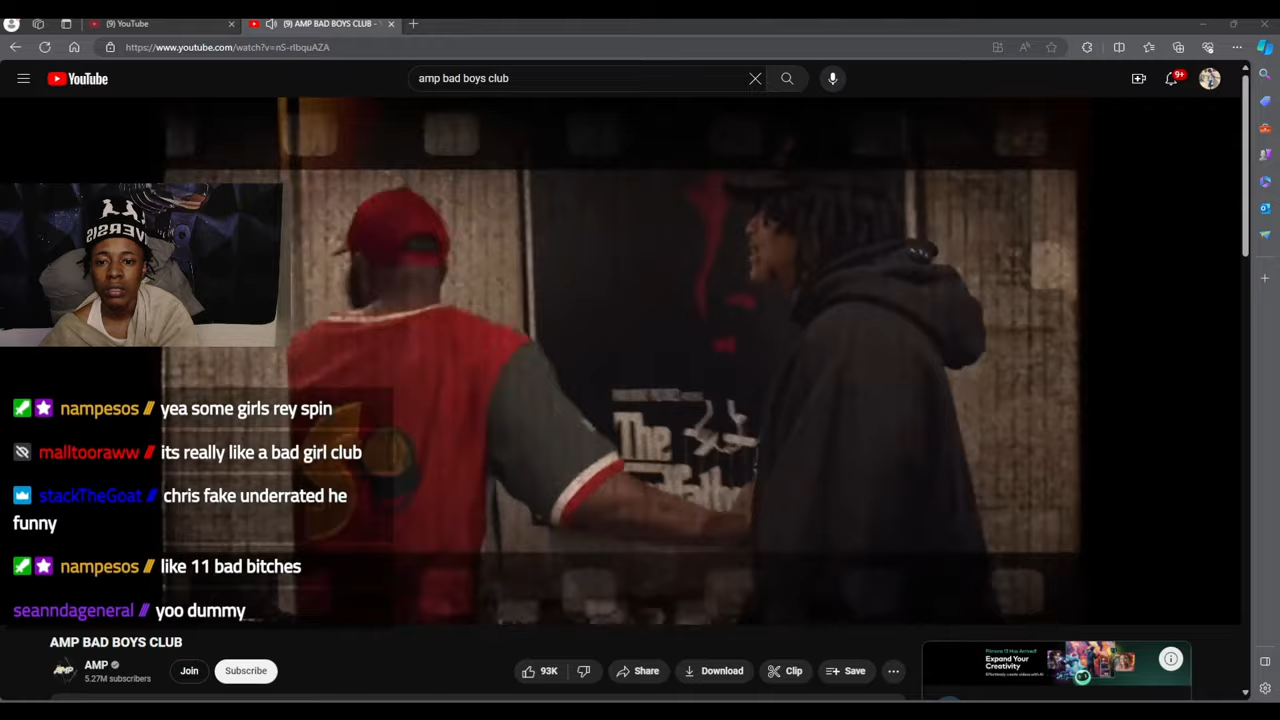 (9) YouTube
(9) AMP BAD BOYS CLUB -
https://www.youtube.com/watch?v=nS-rIbquAZA
YouTube
amp bad boys club
9+
The
nampesos // yea some girls rey spin
malltooraww // its really like a bad girl club
stackTheGoat // chris fake underrated he
funny
nampesos // like 11 bad bitches
seanndageneral // yoo dummy
AMP BAD BOYS CLUB
AMP
5.27M subscribers
Join
Subscribe
93K
Share
Download
Clip
Save
Expand Your
Creativity